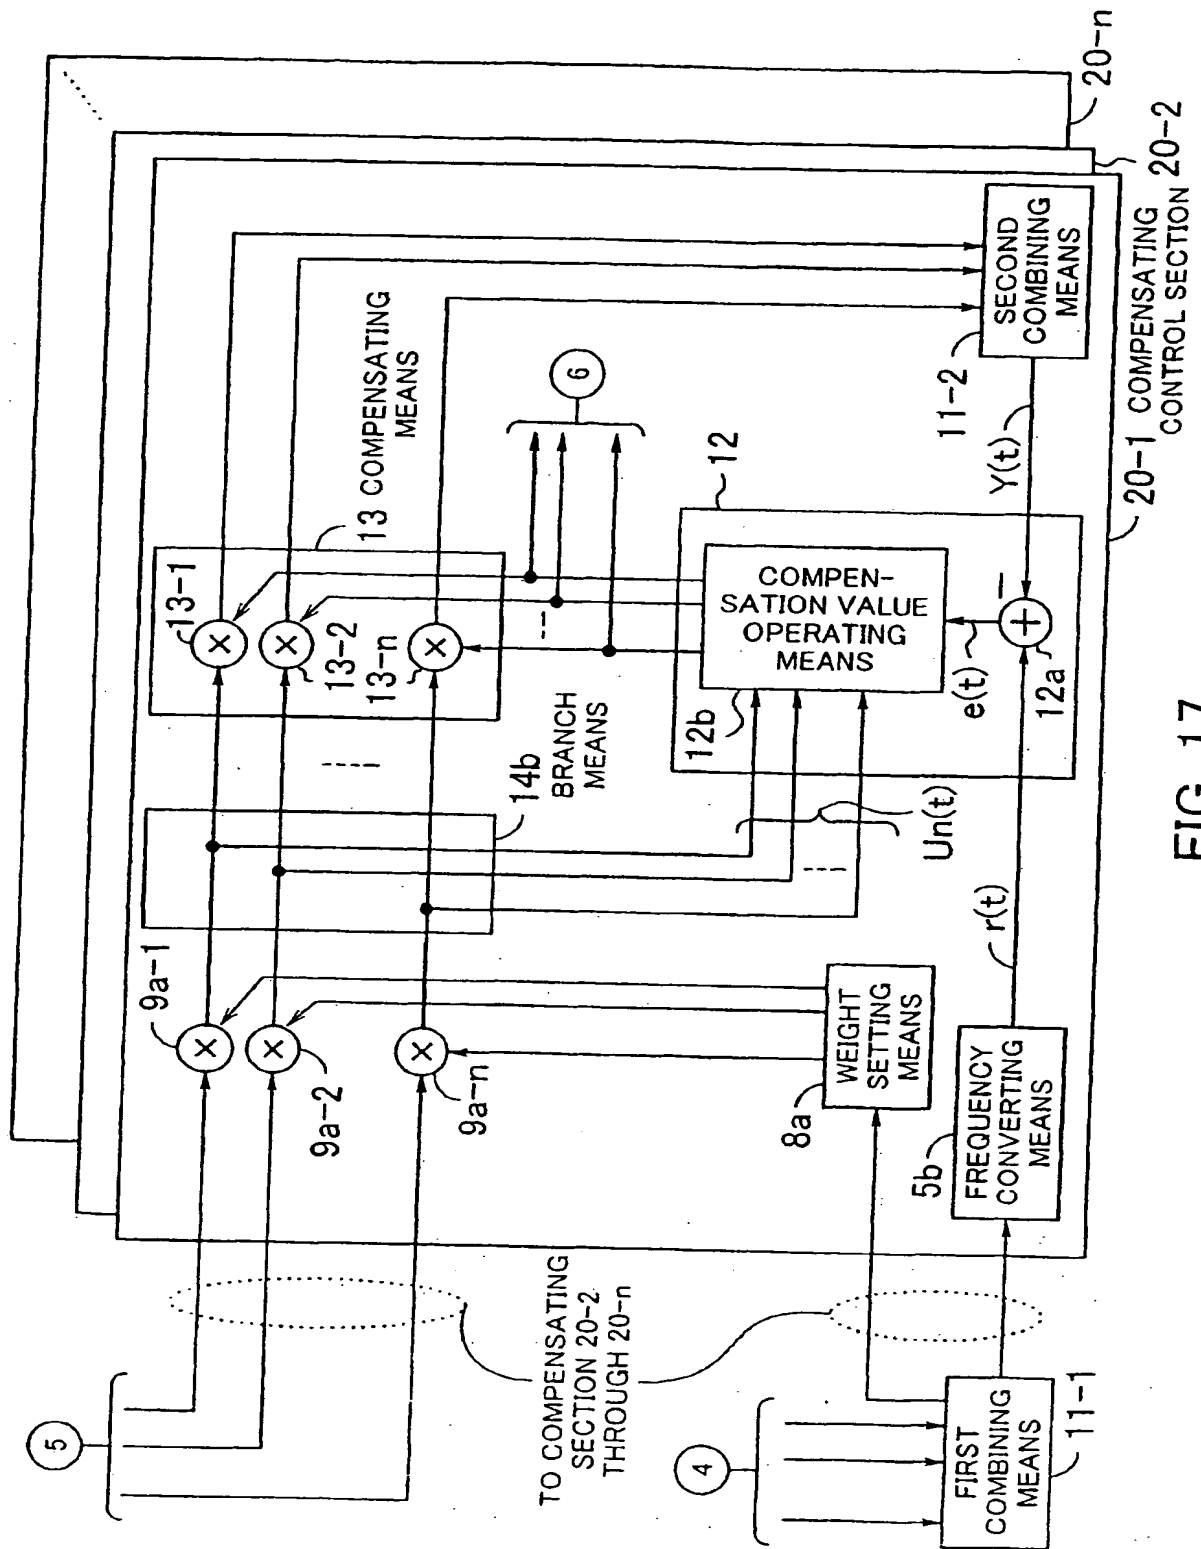 5
TO COMPENSATING
SECTION 20-2
THROUGH 20-n
4
FIRST
COMBINING
MEANS
11-1
9a-1
9a-2
9a-n
WEIGHT
SETTING
MEANS
8a
5b
FREQUENCY
CONVERTING
MEANS
r(t)
14b
BRANCH
MEANS
Un(t)
13-1
13-2
13-n
13 COMPENSATING
MEANS
6
12
COMPEN-
SATION VALUE
OPERATING
MEANS
12b
e(t)
12a
Y(t)
11-2
SECOND
COMBINING
MEANS
20-1 COMPENSATING
CONTROL SECTION
20-2
20-n
FIG. 17